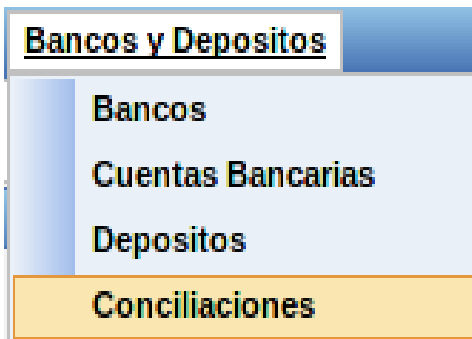 Bancos y Depositos
Bancos
Cuentas Bancarias
Depositos
Conciliaciones